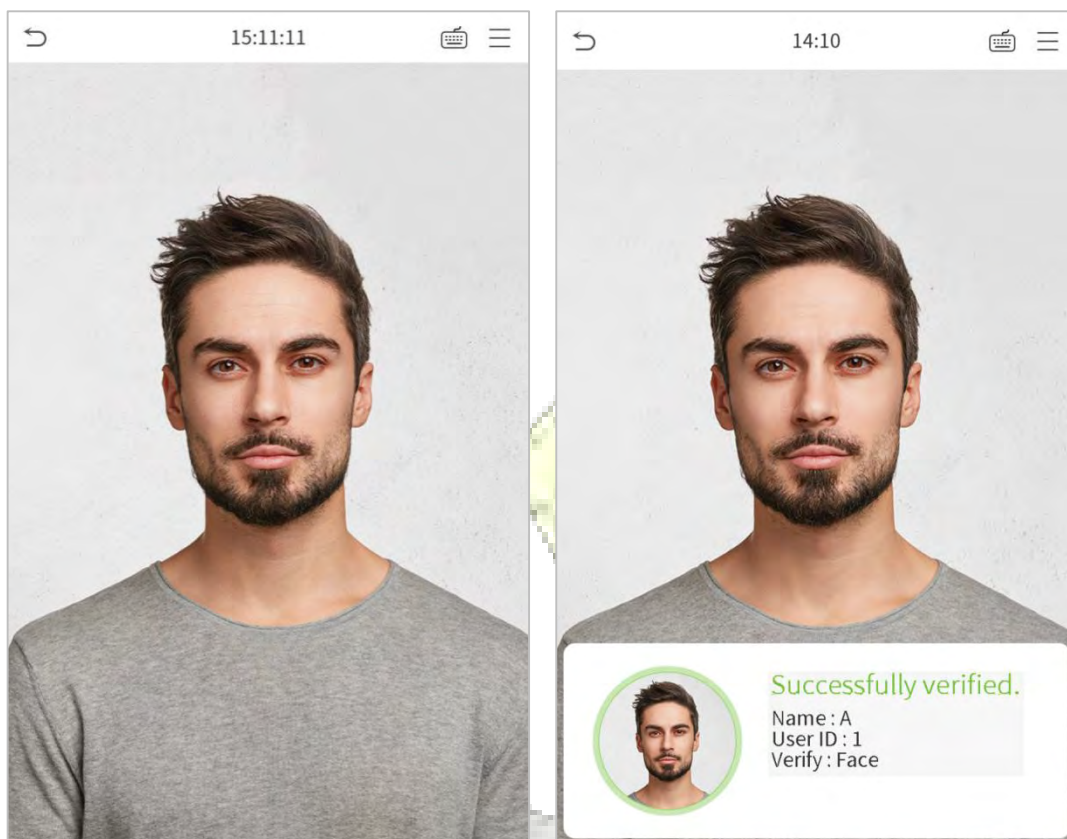 15:11:11
14:10
Successfully verified.
Name : A
User ID : 1
Verify : Face